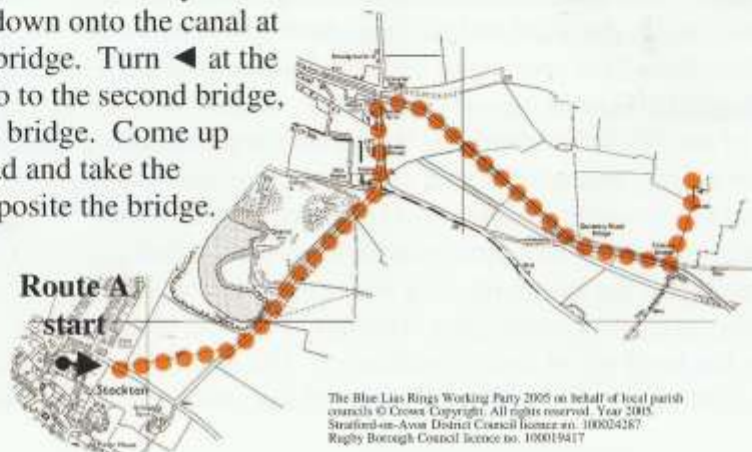 down onto the canal at
bridge. Turn ◄ at the
o to the second bridge,
bridge. Come up
d and take the
posite the bridge.
Route A
start
Stockton
The Blue Lias Rings Working Party 2005 on behalf of local parish
councils © Crown Copyright. All rights reserved. Year 2005.
Stratford-on-Avon District Council licence no. 100024287
Rugby Borough Council licence no. 100019417